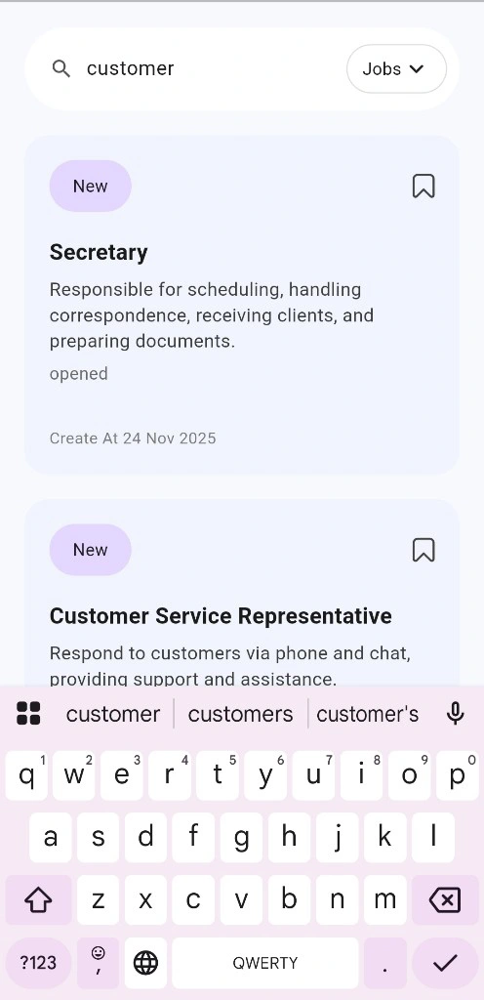 customer
Jobs
New
Secretary
Responsible for scheduling, handling
correspondence, receiving clients, and
preparing documents.
opened
Create At 24 Nov 2025
New
Customer Service Representative
Respond to customers via phone and chat,
providing support and assistance.
customer customers customer's
q1 w2 e3 r4 t5 y6 u7 i8 o9 p0
a s d f g h j k l
z x c v b n m
?123 , QWERTY .